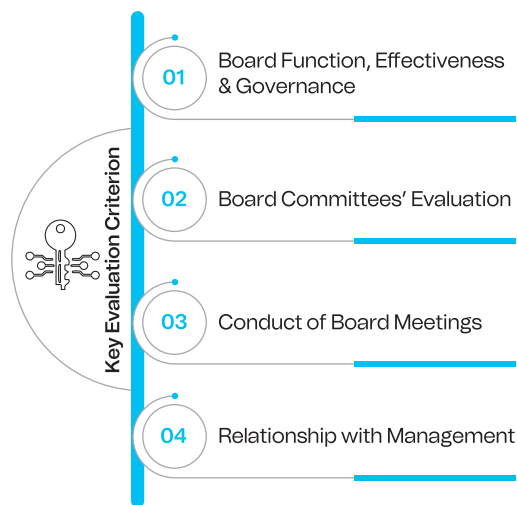 Key Evaluation Criterion
01
Board Function, Effectiveness
& Governance
02
Board Committees’ Evaluation
03
Conduct of Board Meetings
04
Relationship with Management